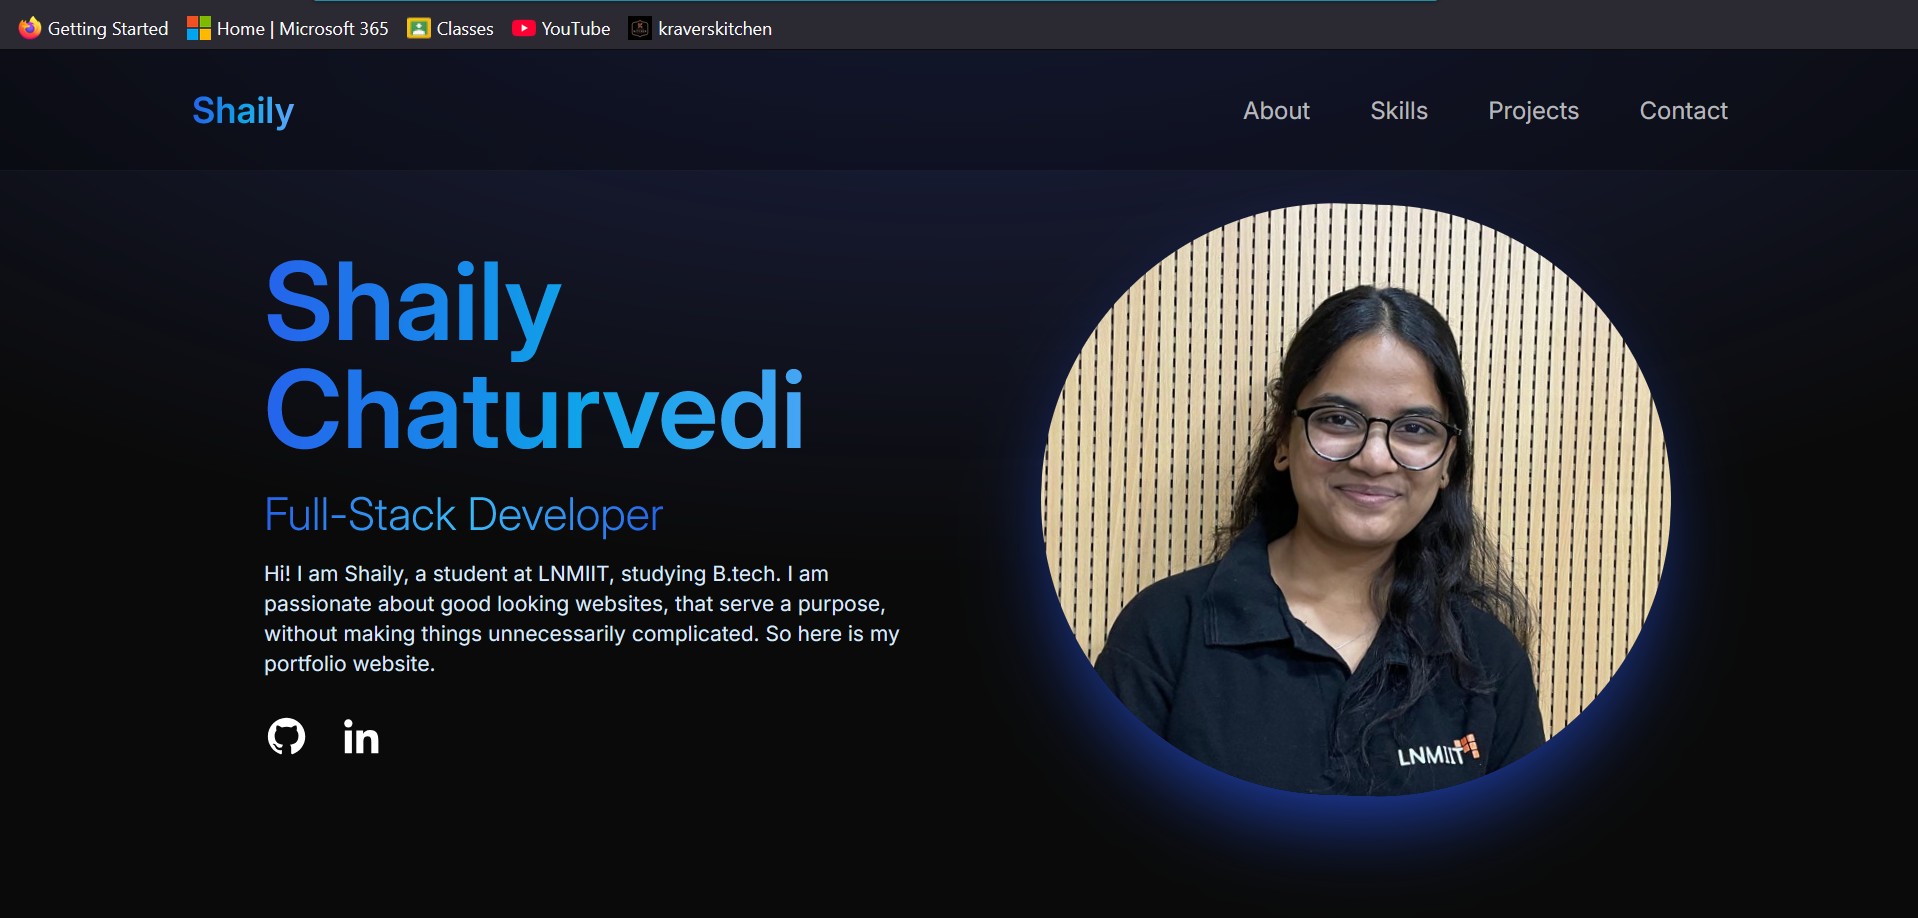 Getting Started Home | Microsoft 365 Classes YouTube kraverskitchen
Shaily About Skills Projects Contact
Shaily
Chaturvedi
Full-Stack Developer
Hi! I am Shaily, a student at LNMIIT, studying B.tech. I am
passionate about good looking websites, that serve a purpose,
without making things unnecessarily complicated. So here is my
portfolio website.
in
LNMIIT